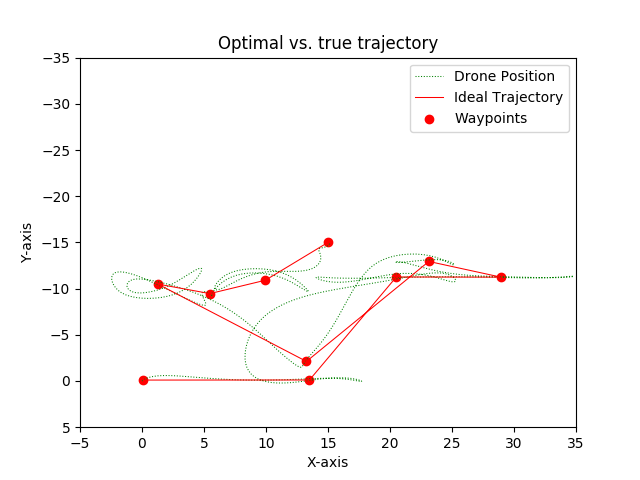 Optimal vs. true trajectory
Drone Position
Ideal Trajectory
Waypoints
Y-axis
−35
−30
−25
−20
−15
−10
−5
0
5
−5 0 5 10 15 20 25 30 35
X-axis